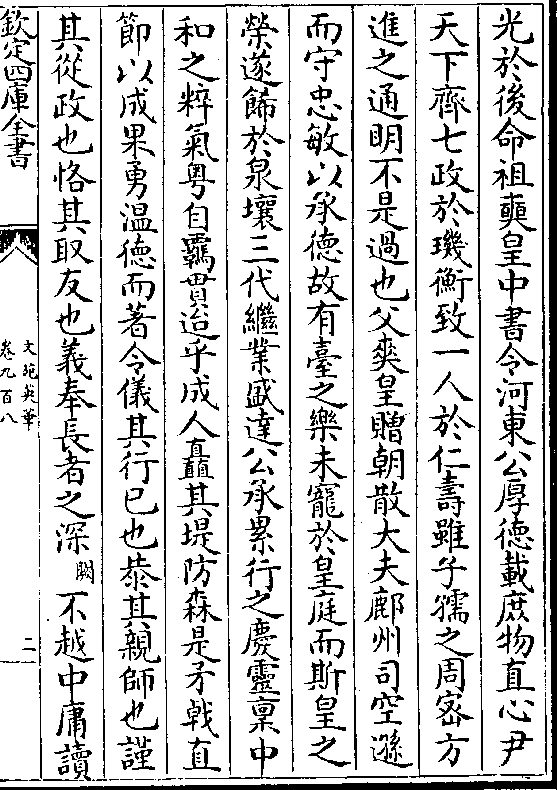 光於後命祖奭皇中書令河東公厚德載庶物直心尹
天下齊七政於璣衡致一人於仁壽雖子孺之周宻方
進之通明不是過也父奕皇贈朝散大夫鄜州司空遜
而守忠敏以承德故有臺之樂未寵於皇庭而斯皇之
榮遂歸於泉壤三代繼業盛達公承累行之慶靈稟中
和之粹氣粤自覊貫迨乎成人矗其堤防森是矛戟直
節以成果勇温德而著令儀其行已也恭其親師也謹
其從政也恪其取友也義奉長者之深闕不越中庸讀
欽定四庫全書
文苑英華
卷九百八
二